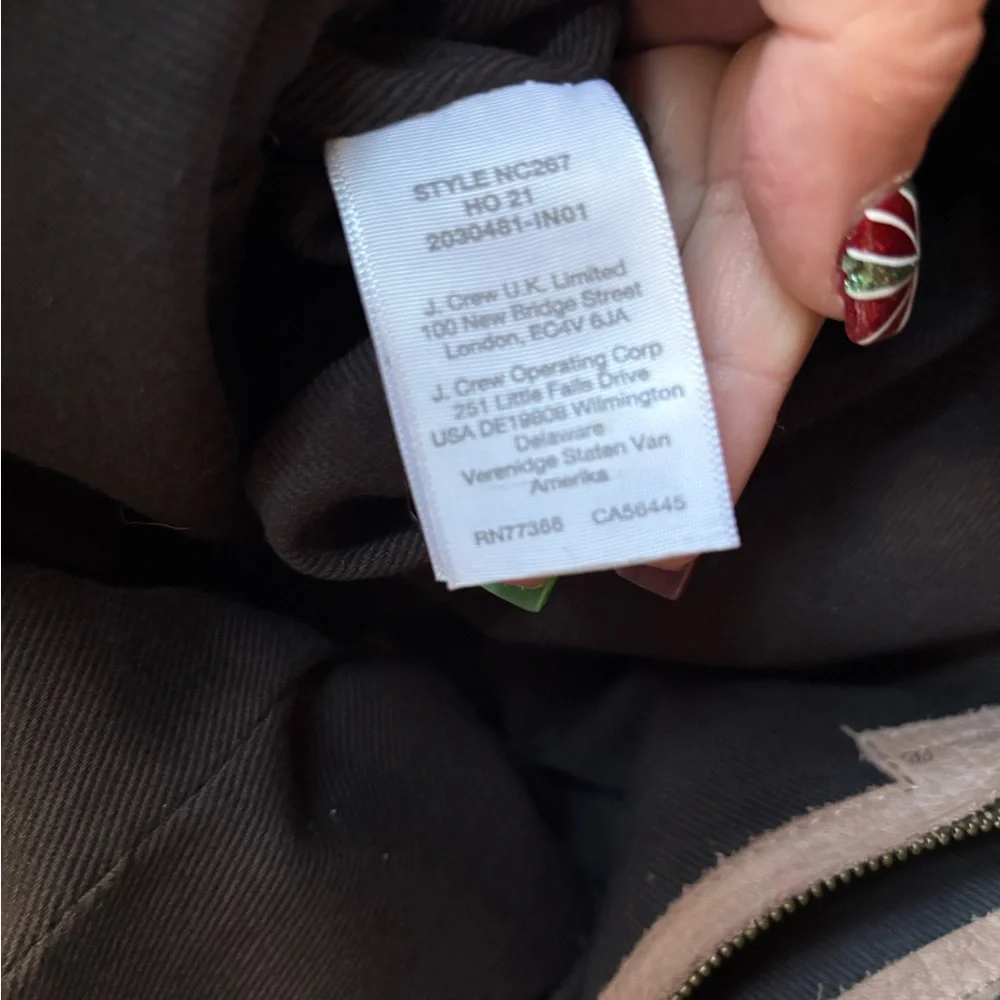 STYLE NC267
HO 21
2030481-IN01
J. Crew U.K. Limited
100 New Bridge Street
London, EC4V 6JA
J. Crew Operating Corp
251 Little Falls Drive
USA DE19808 Wilmington
Delaware
Verenidge Staten Van
Amerika
RN77388 CA56445